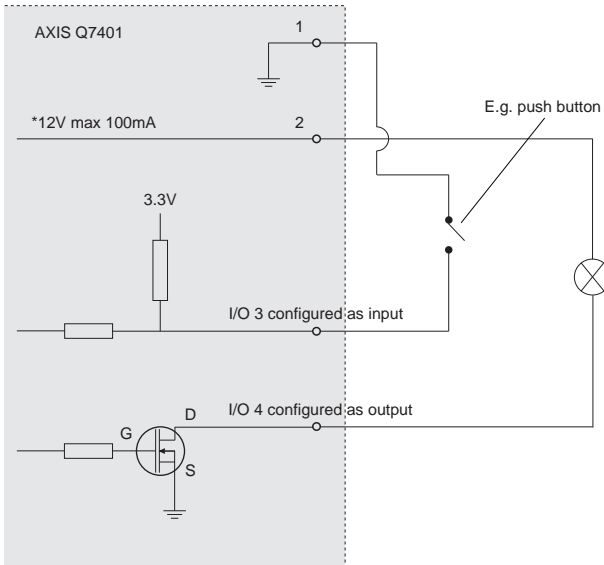 AXIS Q7401
1
*12V max 100mA
2
E.g. push button
3.3V
I/O 3 configured as input
I/O 4 configured as output
D
G
S